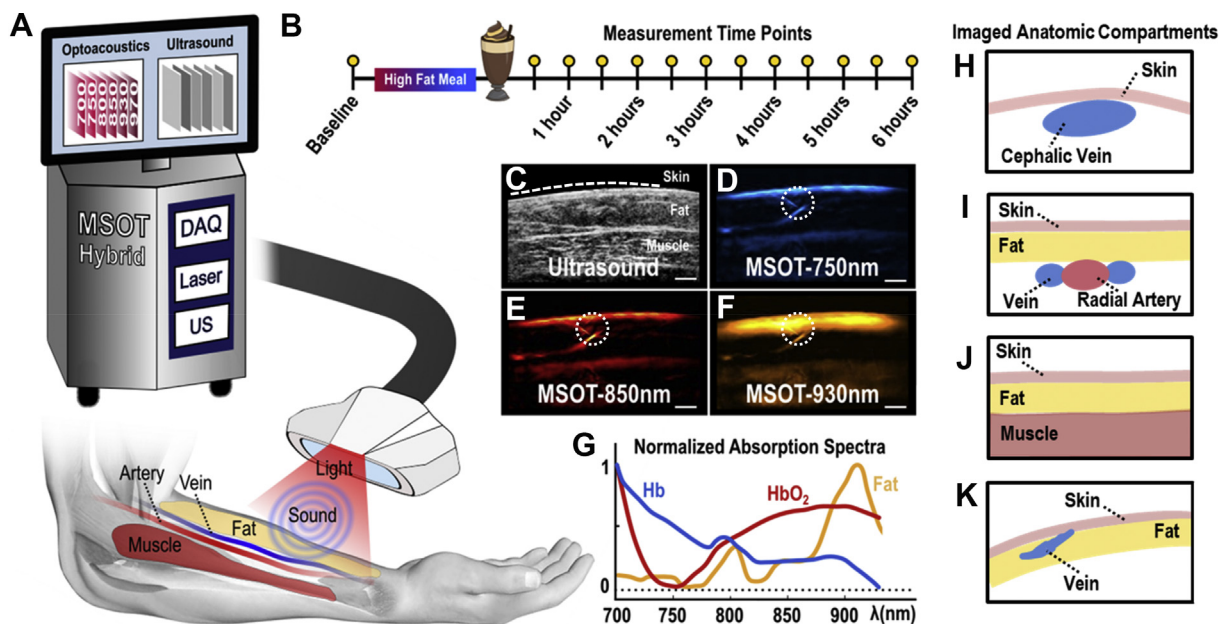 A
Optoacoustics
Ultrasound
700
750
800
850
930
970
MSOT
Hybrid
DAQ
Laser
US
Artery
Vein
Fat
Muscle
Light
Sound
B
Measurement Time Points
High Fat Meal
Baseline
1 hour
2 hours
3 hours
4 hours
5 hours
6 hours
C
Skin
Fat
Muscle
Ultrasound
D
MSOT-750nm
E
MSOT-850nm
F
MSOT-930nm
G
Normalized Absorption Spectra
1
Hb
HbO₂
Fat
0
700
750
800
850
900
λ(nm)
Imaged Anatomic Compartments
H
Skin
Cephalic Vein
I
Skin
Fat
Vein
Radial Artery
J
Skin
Fat
Muscle
K
Skin
Fat
Vein